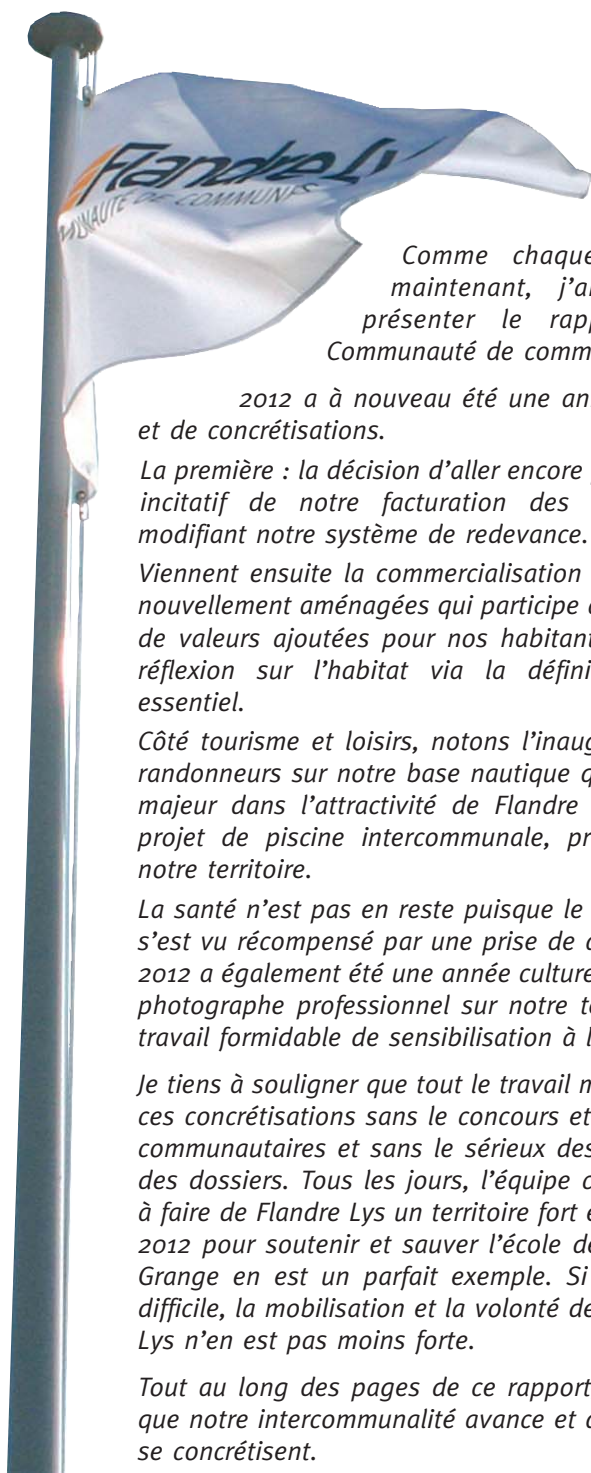 Flandre Ly
MUNAUTÉ DE COMMUNES
Comme chaque
maintenant, j'ai
présenter le rapp
Communauté de comm
2012 a à nouveau été une an
et de concrétisations.
La première : la décision d'aller encore
incitatif de notre facturation des
modifiant notre système de redevance.
Viennent ensuite la commercialisation
nouvellement aménagées qui participe
de valeurs ajoutées pour nos habitant
réflexion sur l'habitat via la défini
essentiel.
Côté tourisme et loisirs, notons l'inaug
randonneurs sur notre base nautique q
majeur dans l'attractivité de Flandre
projet de piscine intercommunale, pr
notre territoire.
La santé n'est pas en reste puisque le
s'est vu récompensé par une prise de
2012 a également été une année culture
photographe professionnel sur notre te
travail formidable de sensibilisation à l
Je tiens à souligner que tout le travail m
ces concrétisations sans le concours et
communautaires et sans le sérieux des
des dossiers. Tous les jours, l'équipe
à faire de Flandre Lys un territoire fort
2012 pour soutenir et sauver l'école de
Grange en est un parfait exemple. Si
difficile, la mobilisation et la volonté de
Lys n'en est pas moins forte.
Tout au long des pages de ce rapport
que notre intercommunalité avance et
se concrétisent.